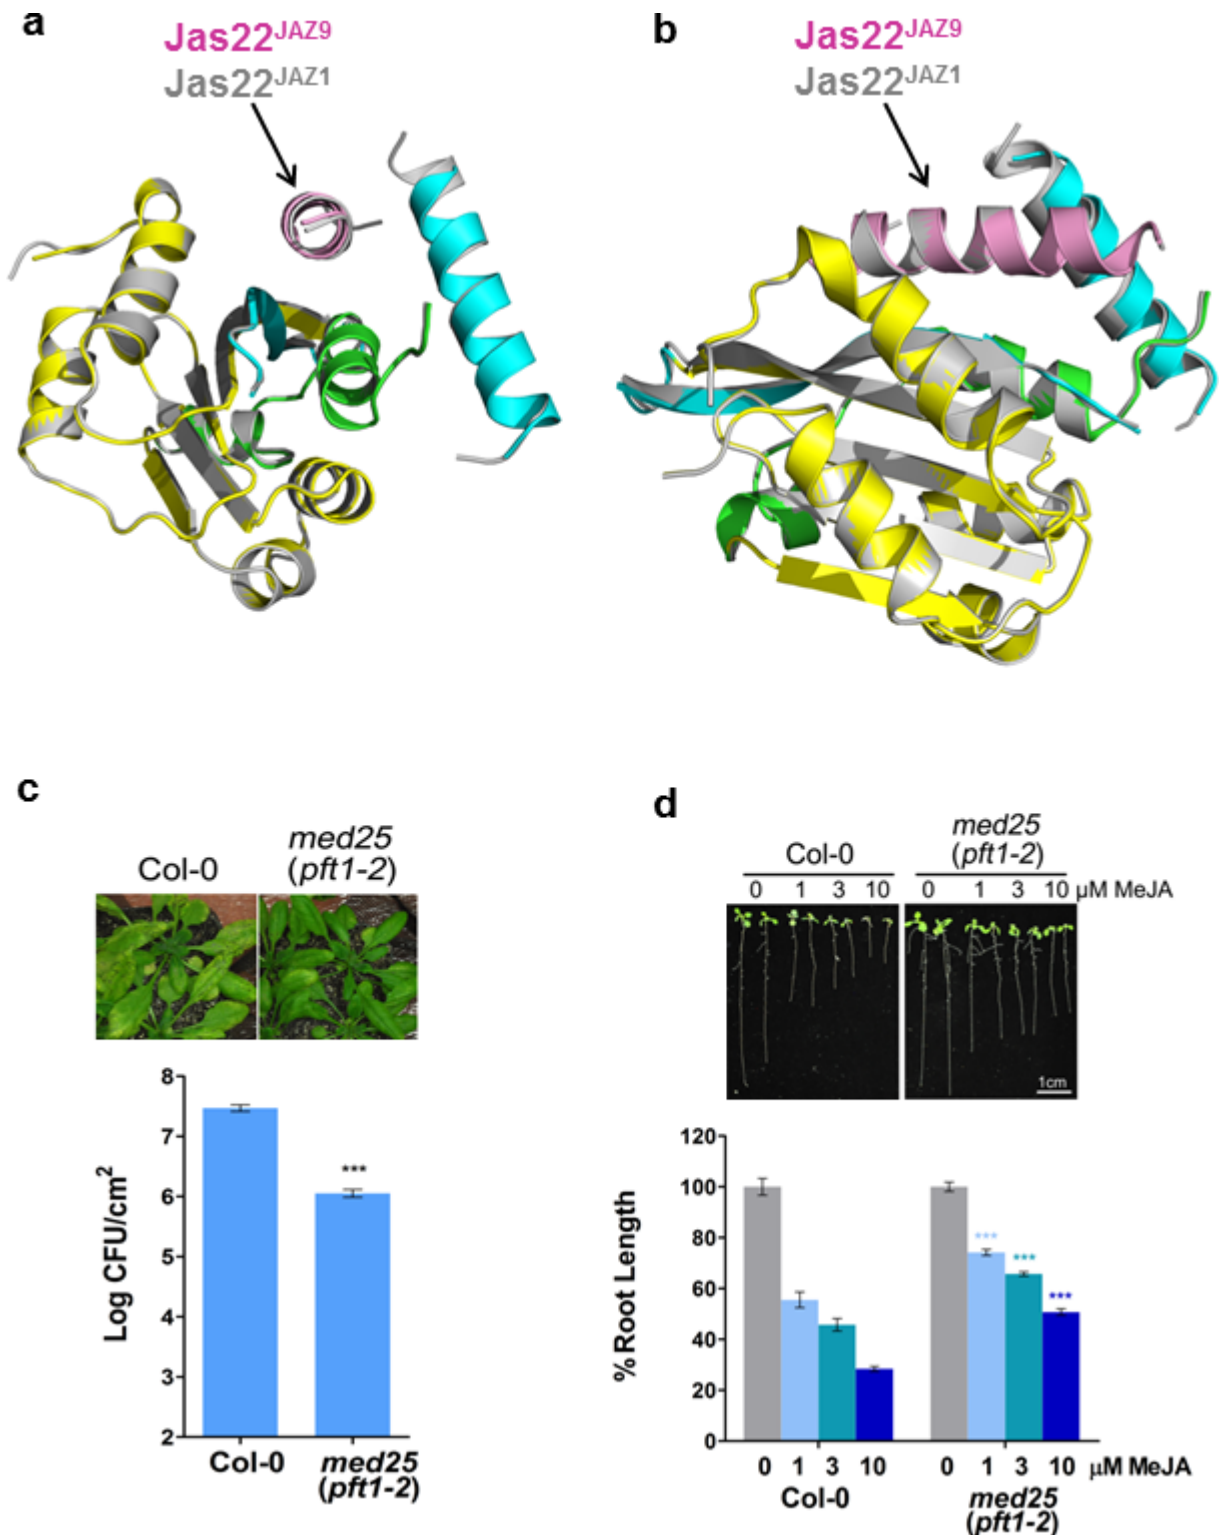 a
Jas22JAZ9
Jas22JAZ1
b
Jas22JAZ9
Jas22JAZ1
c
Col-0
med25
(pft1-2)
8
7
6
5
4
3
2
Log CFU/cm2
***
Col-0
med25
(pft1-2)
d
Col-0
med25
(pft1-2)
0 1 3 10 0 1 3 10 µM MeJA
1cm
120
100
80
60
40
20
0
% Root Length
***
***
***
0 1 3 10 0 1 3 10 µM MeJA
Col-0
med25
(pft1-2)